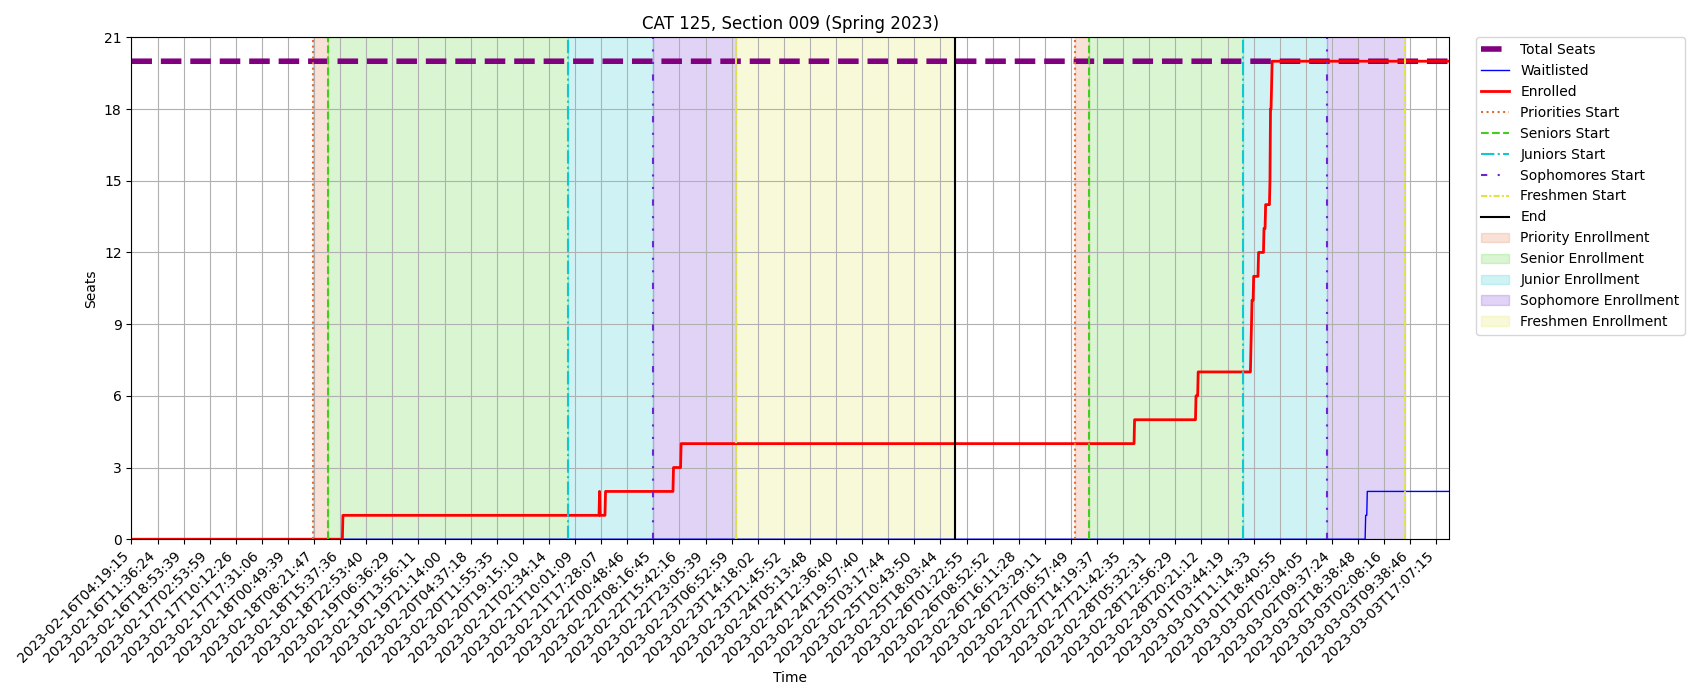 CAT 125, Section 009 (Spring 2023)
Seats
21
18
15
12
9
6
3
0
2023-02-16T04:19:15
2023-02-16T11:36:24
2023-02-16T18:53:39
2023-02-17T02:53:59
2023-02-17T10:12:26
2023-02-17T17:31:06
2023-02-18T00:49:39
2023-02-18T08:21:47
2023-02-18T15:37:36
2023-02-18T22:53:40
2023-02-19T06:36:29
2023-02-19T13:56:11
2023-02-19T21:14:00
2023-02-20T04:37:18
2023-02-20T11:55:35
2023-02-20T19:15:10
2023-02-21T02:34:14
2023-02-21T10:01:09
2023-02-21T17:28:07
2023-02-22T00:48:46
2023-02-22T08:16:45
2023-02-22T15:42:16
2023-02-22T23:05:39
2023-02-23T06:52:59
2023-02-23T14:18:02
2023-02-23T21:45:52
2023-02-24T05:13:48
2023-02-24T12:36:40
2023-02-24T19:57:40
2023-02-25T03:17:44
2023-02-25T10:43:50
2023-02-25T18:03:44
2023-02-26T01:22:55
2023-02-26T08:52:52
2023-02-26T16:11:28
2023-02-26T23:29:11
2023-02-27T06:57:49
2023-02-27T14:19:37
2023-02-27T21:42:35
2023-02-28T05:32:31
2023-02-28T12:56:29
2023-02-28T20:21:12
2023-03-01T03:44:19
2023-03-01T11:14:33
2023-03-01T18:40:55
2023-03-02T02:04:05
2023-03-02T09:37:24
2023-03-02T18:38:48
2023-03-03T02:08:16
2023-03-03T09:38:46
2023-03-03T17:07:15
Time
Total Seats
Waitlisted
Enrolled
Priorities Start
Seniors Start
Juniors Start
Sophomores Start
Freshmen Start
End
Priority Enrollment
Senior Enrollment
Junior Enrollment
Sophomore Enrollment
Freshmen Enrollment